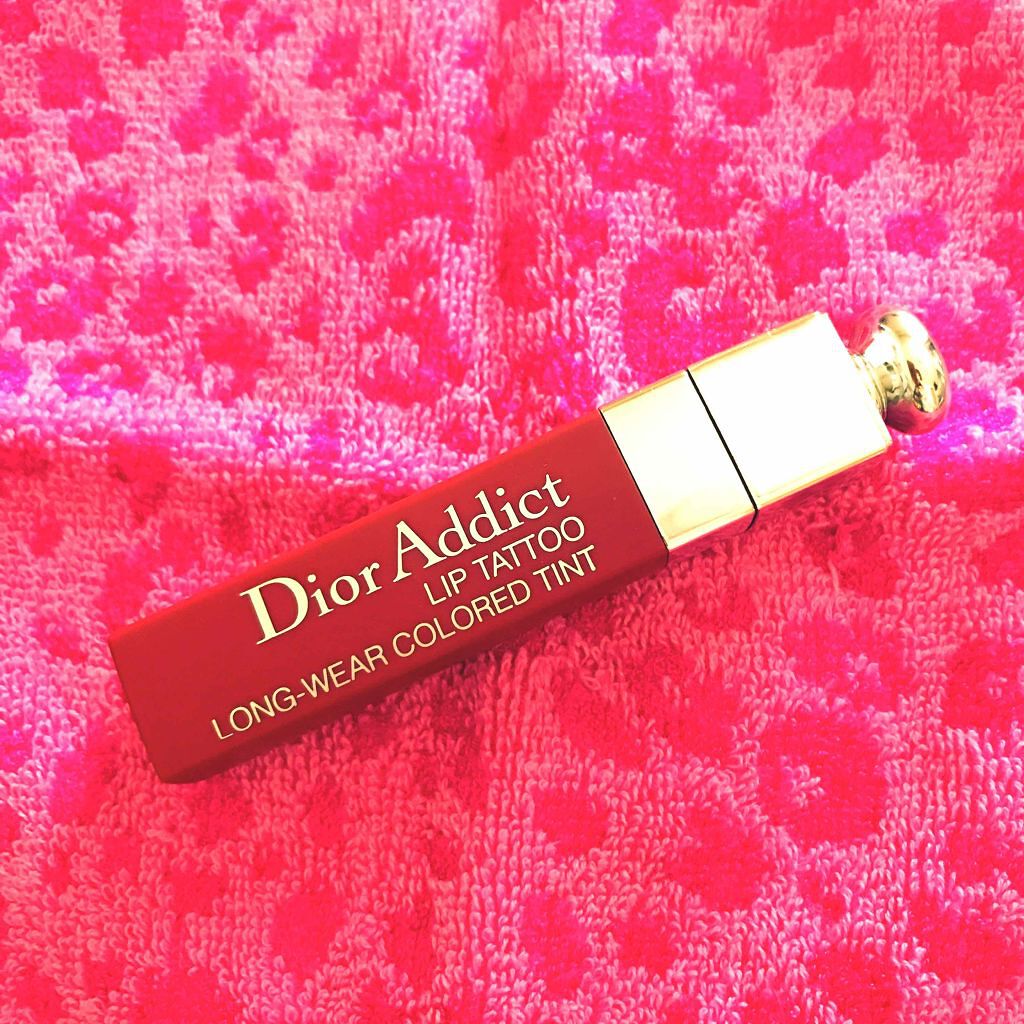 Dior Addict
LIP TATTOO
LONG-WEAR COLORED TINT